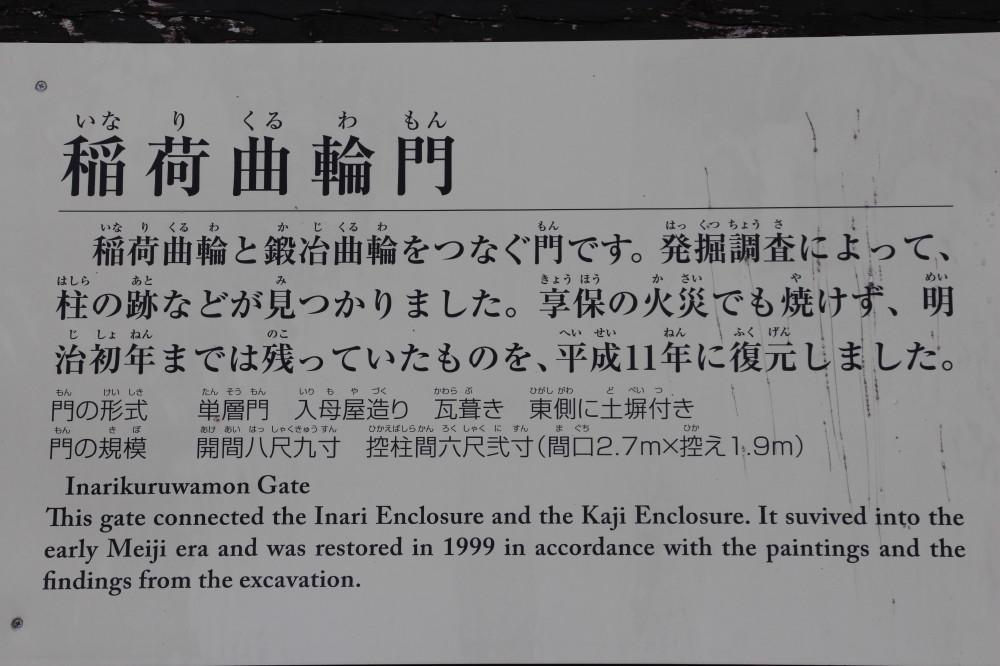 いなりくるわもん
稲荷曲輪門
いなりくるわ かじくるわ もん はっくつちょうさ
稲荷曲輪と鍛冶曲輪をつなぐ門です。発掘調査によって、
はしら あと み きょうほう かさい や めい
柱の跡などが見つかりました。享保の火災でも焼けず、明
じしょねん のこ へいせい ねん ふくげん
治初年までは残っていたものを、平成11年に復元しました。
もん けいしき たんそうもん いりもやづくり かわらぶ ひがしがわ どべいつ
門の形式 単層門 入母屋造り 瓦葺き 東側に土塀付き
もん きぼ あけあいはっしゃくきゅうすん ひかえばしらかんろくしゃくにすん まぐち ひか
門の規模 開間八尺九寸 控柱間六尺弐寸(間口2.7m×控え1.9m)
Inarikuruwamon Gate
This gate connected the Inari Enclosure and the Kaji Enclosure. It suvived into the
early Meiji era and was restored in 1999 in accordance with the paintings and the
findings from the excavation.